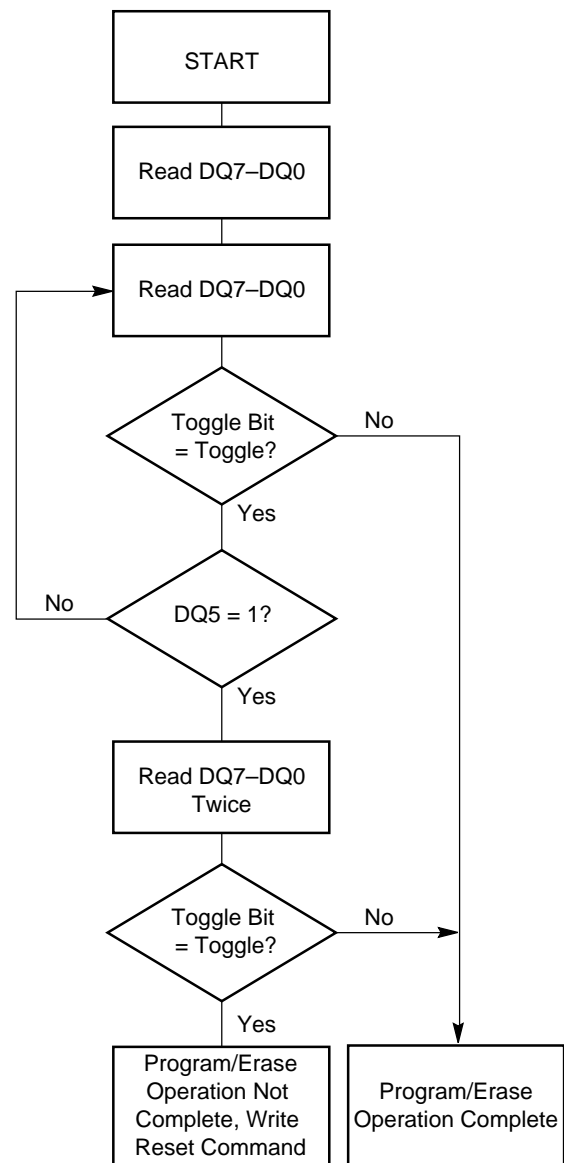 START
Read DQ7–DQ0
Read DQ7–DQ0
Toggle Bit
= Toggle?
No
Yes
No
DQ5 = 1?
Yes
Read DQ7–DQ0
Twice
Toggle Bit
= Toggle?
No
Yes
Program/Erase
Operation Not
Complete, Write
Reset Command
Program/Erase
Operation Complete